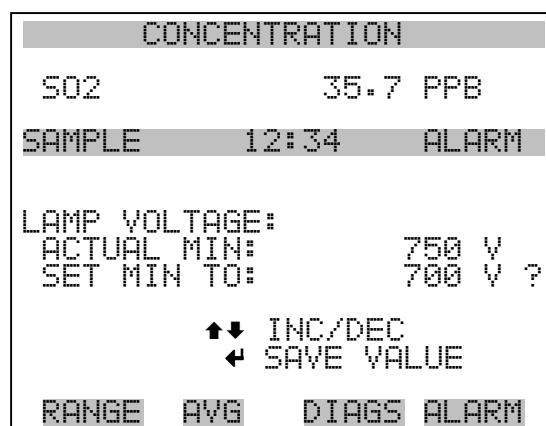 CONCENTRATION
SO2 35.7 PPB
SAMPLE 12:34 ALARM
LAMP VOLTAGE:
ACTUAL MIN: 750 V
SET MIN TO: 700 V ?
⬆⬇ INC/DEC
↵ SAVE VALUE
RANGE AVG DIAGS ALARM